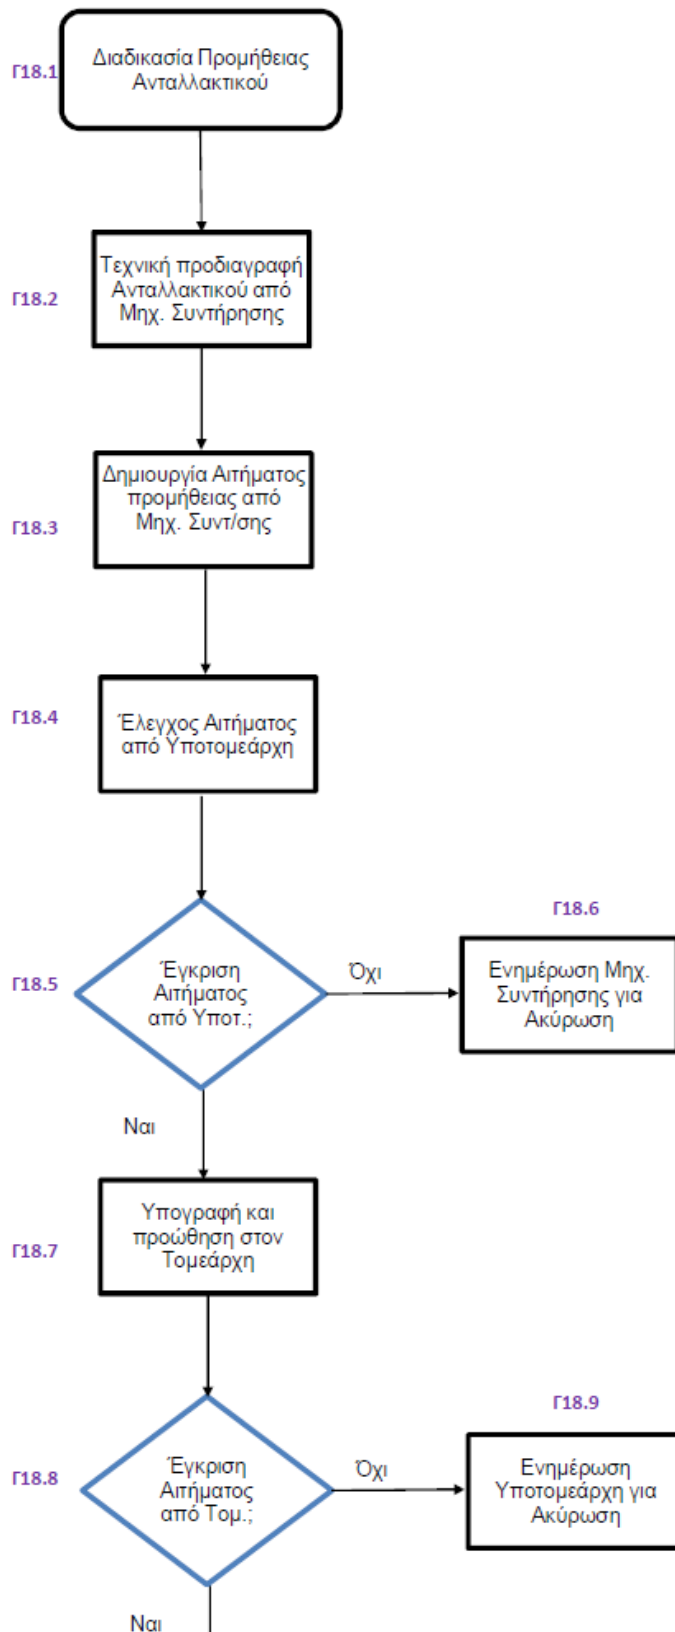 Γ18.1
Διαδικασία Προμήθειας
Ανταλλακτικού
Γ18.2
Τεχνική προδιαγραφή
Ανταλλακτικού από
Μηχ. Συντήρησης
Γ18.3
Δημιουργία Αιτήματος
προμήθειας από
Μηχ. Συντ/σης
Γ18.4
Έλεγχος Αιτήματος
από Υποτομεάρχη
Γ18.5
Έγκριση
Αιτήματος
από Υποτ.;
Όχι
Γ18.6
Ενημέρωση Μηχ.
Συντήρησης για
Ακύρωση
Ναι
Γ18.7
Υπογραφή και
προώθηση στον
Τομεάρχη
Γ18.8
Έγκριση
Αιτήματος
από Τομ.;
Όχι
Γ18.9
Ενημέρωση
Υποτομεάρχη για
Ακύρωση
Ναι